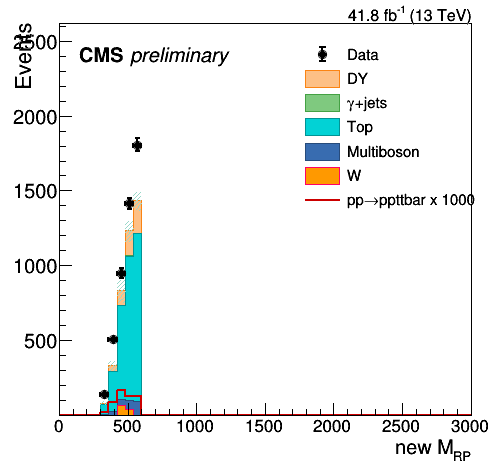 41.8 fb⁻¹ (13 TeV)
Events
CMS preliminary
Data
DY
γ+jets
Top
Multiboson
W
pp→ppttbar x 1000
2500
2000
1500
1000
500
0 500 1000 1500 2000 2500 3000
new M_RP